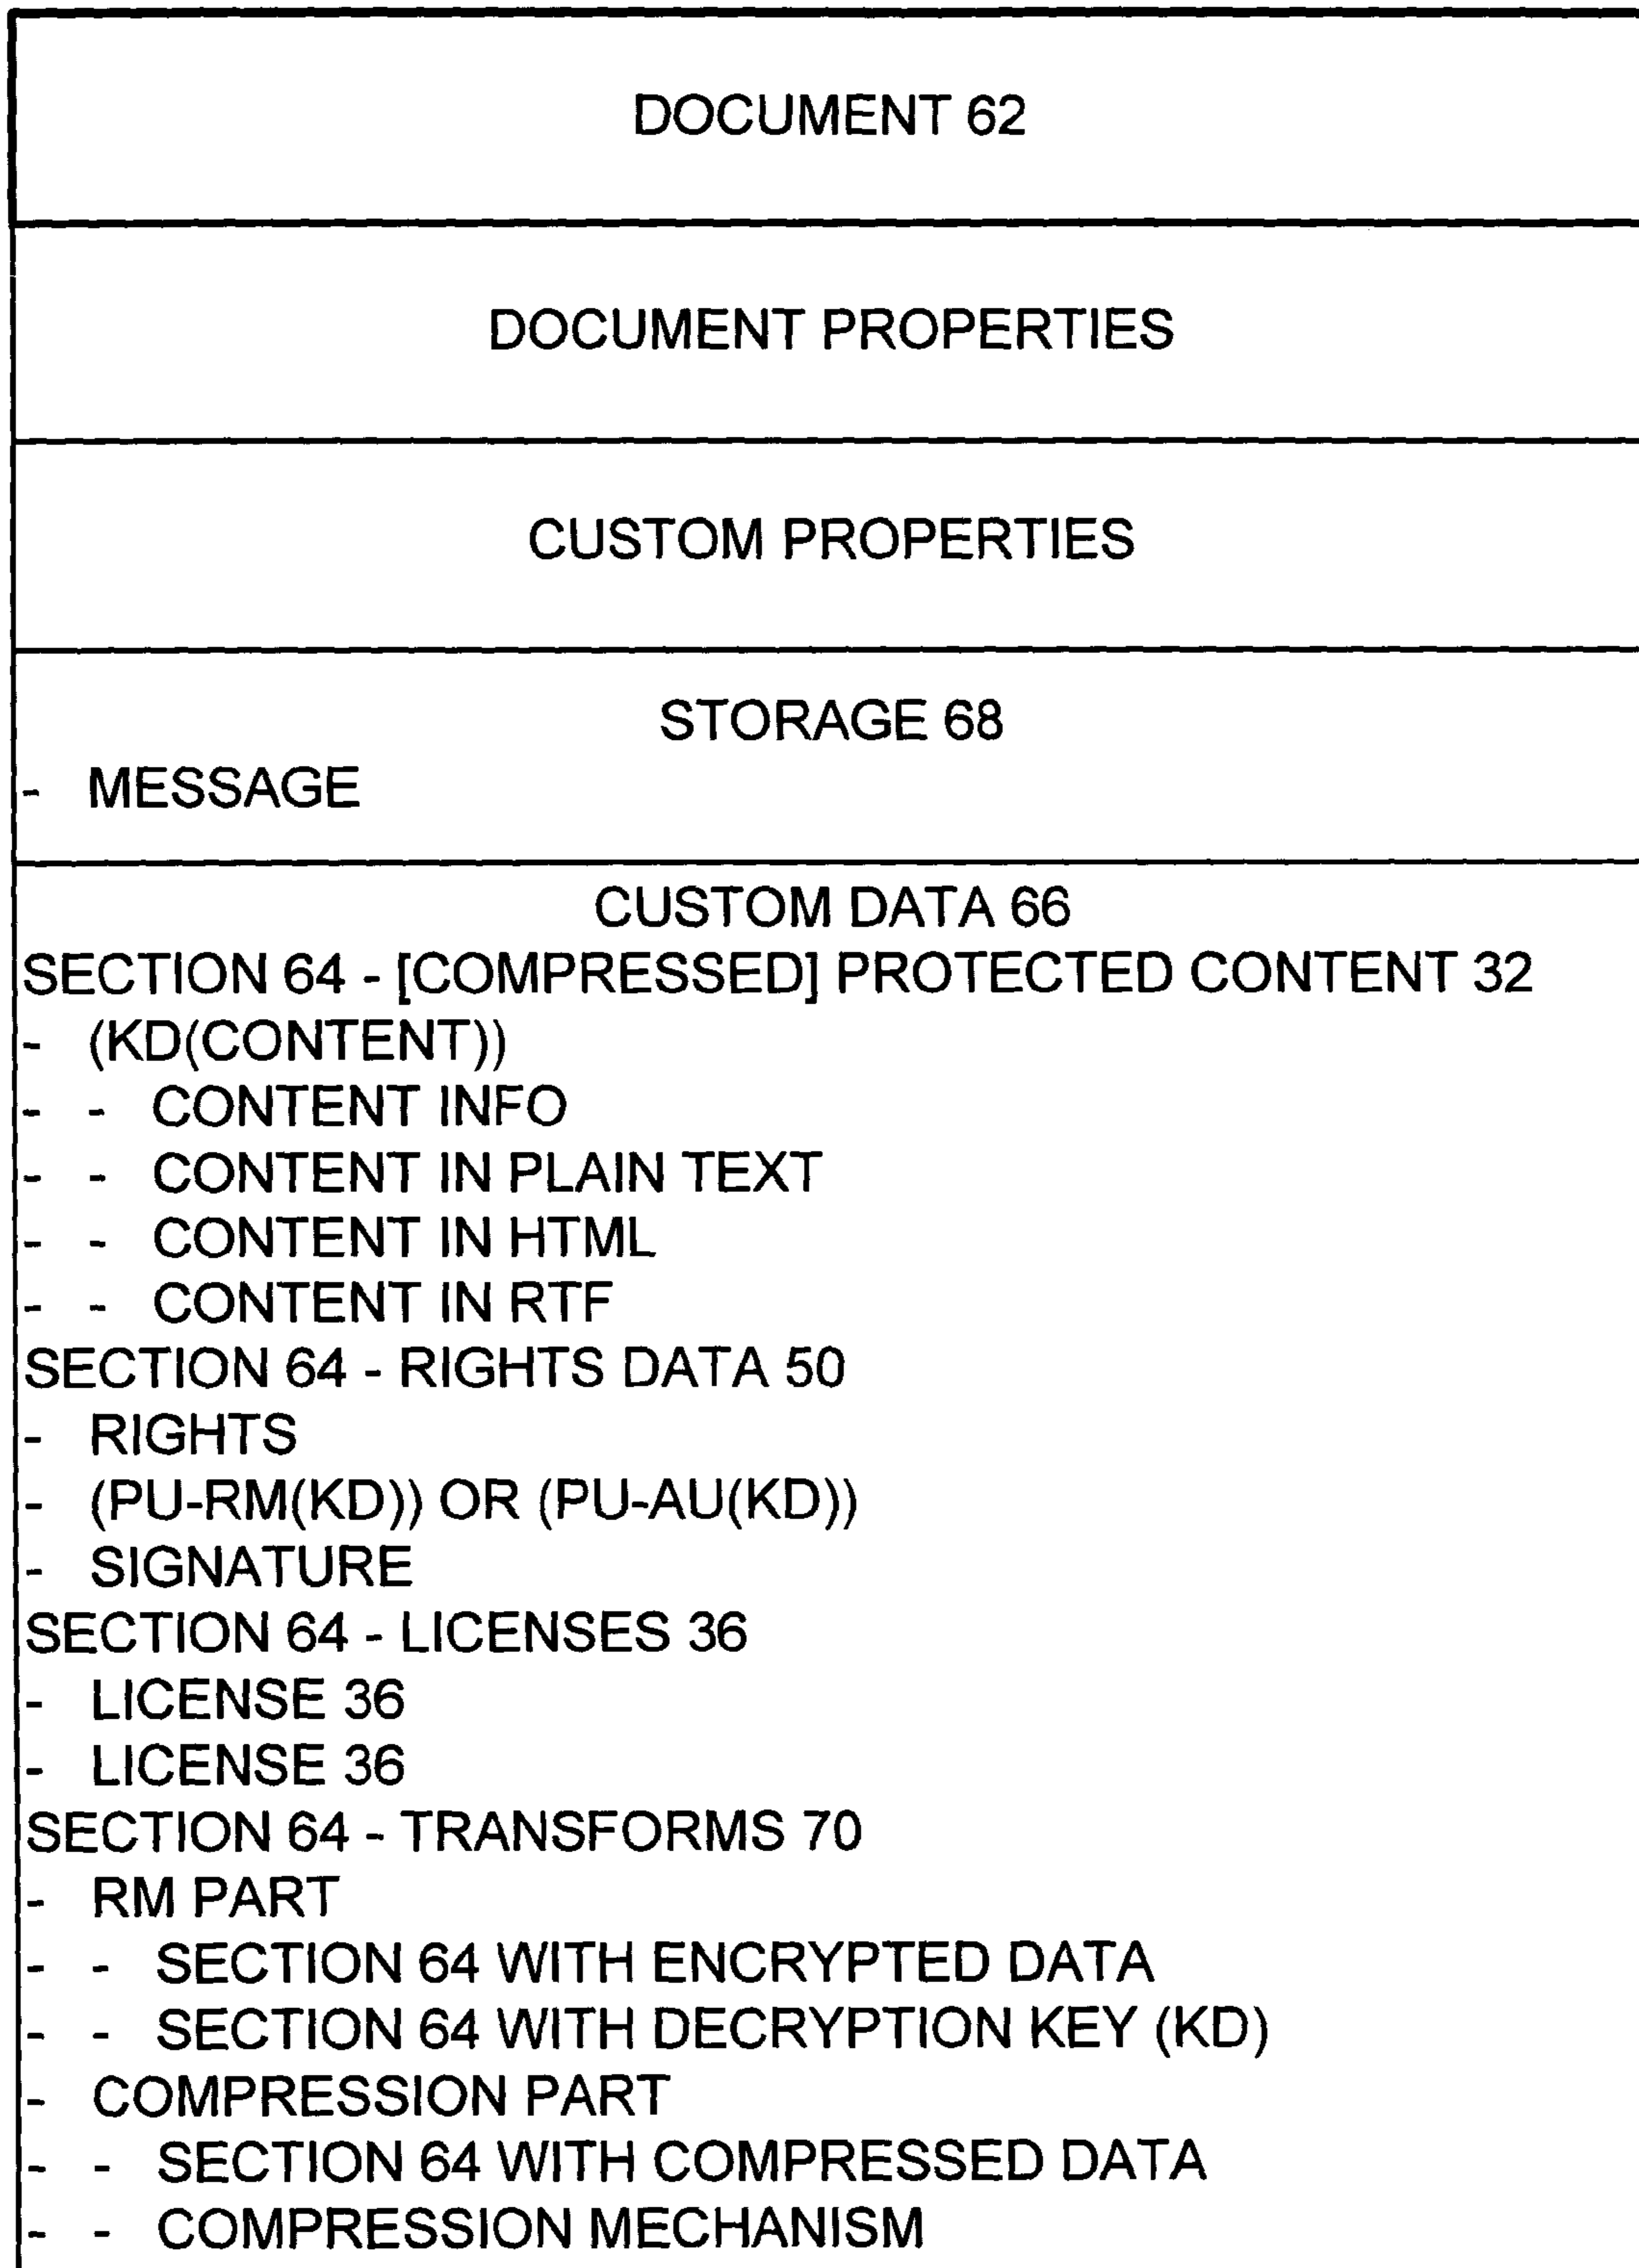 DOCUMENT 62
DOCUMENT PROPERTIES
CUSTOM PROPERTIES
STORAGE 68
- MESSAGE
CUSTOM DATA 66
SECTION 64 - [COMPRESSED] PROTECTED CONTENT 32
- (KD(CONTENT))
- - CONTENT INFO
- - CONTENT IN PLAIN TEXT
- - CONTENT IN HTML
- - CONTENT IN RTF
SECTION 64 - RIGHTS DATA 50
- RIGHTS
- (PU-RM(KD)) OR (PU-AU(KD))
- SIGNATURE
SECTION 64 - LICENSES 36
- LICENSE 36
- LICENSE 36
SECTION 64 - TRANSFORMS 70
- RM PART
- - SECTION 64 WITH ENCRYPTED DATA
- - SECTION 64 WITH DECRYPTION KEY (KD)
- COMPRESSION PART
- - SECTION 64 WITH COMPRESSED DATA
- - COMPRESSION MECHANISM